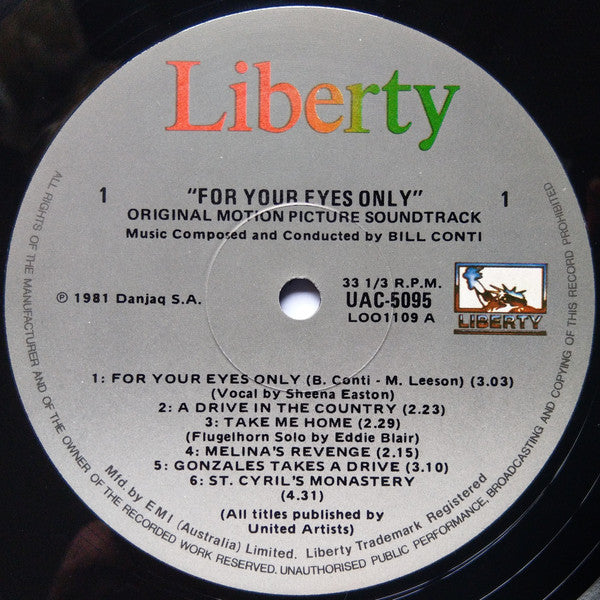 Liberty
1 "FOR YOUR EYES ONLY" 1
ORIGINAL MOTION PICTURE SOUNDTRACK
Music Composed and Conducted by BILL CONTI
℗ 1981 Danjaq S.A.
33 1/3 R.P.M.
UAC-5095
LOO1109 A
LIBERTY
1: FOR YOUR EYES ONLY (B. Conti - M. Leeson) (3.03)
(Vocal by Sheena Easton)
2: A DRIVE IN THE COUNTRY (2.23)
3: TAKE ME HOME (2.29)
(Flugelhorn Solo by Eddie Blair)
4: MELINA'S REVENGE (2.15)
5: GONZALES TAKES A DRIVE (3.10)
6: ST. CYRIL'S MONASTERY
(4.31)
(All titles published by
United Artists)
Mfd. by EMI (Australia) Limited. Liberty Trademark Registered
ALL RIGHTS OF THE MANUFACTURER AND OF THE OWNER OF THE RECORDED WORK RESERVED. UNAUTHORISED PUBLIC PERFORMANCE, BROADCASTING AND COPYING OF THIS RECORD PROHIBITED